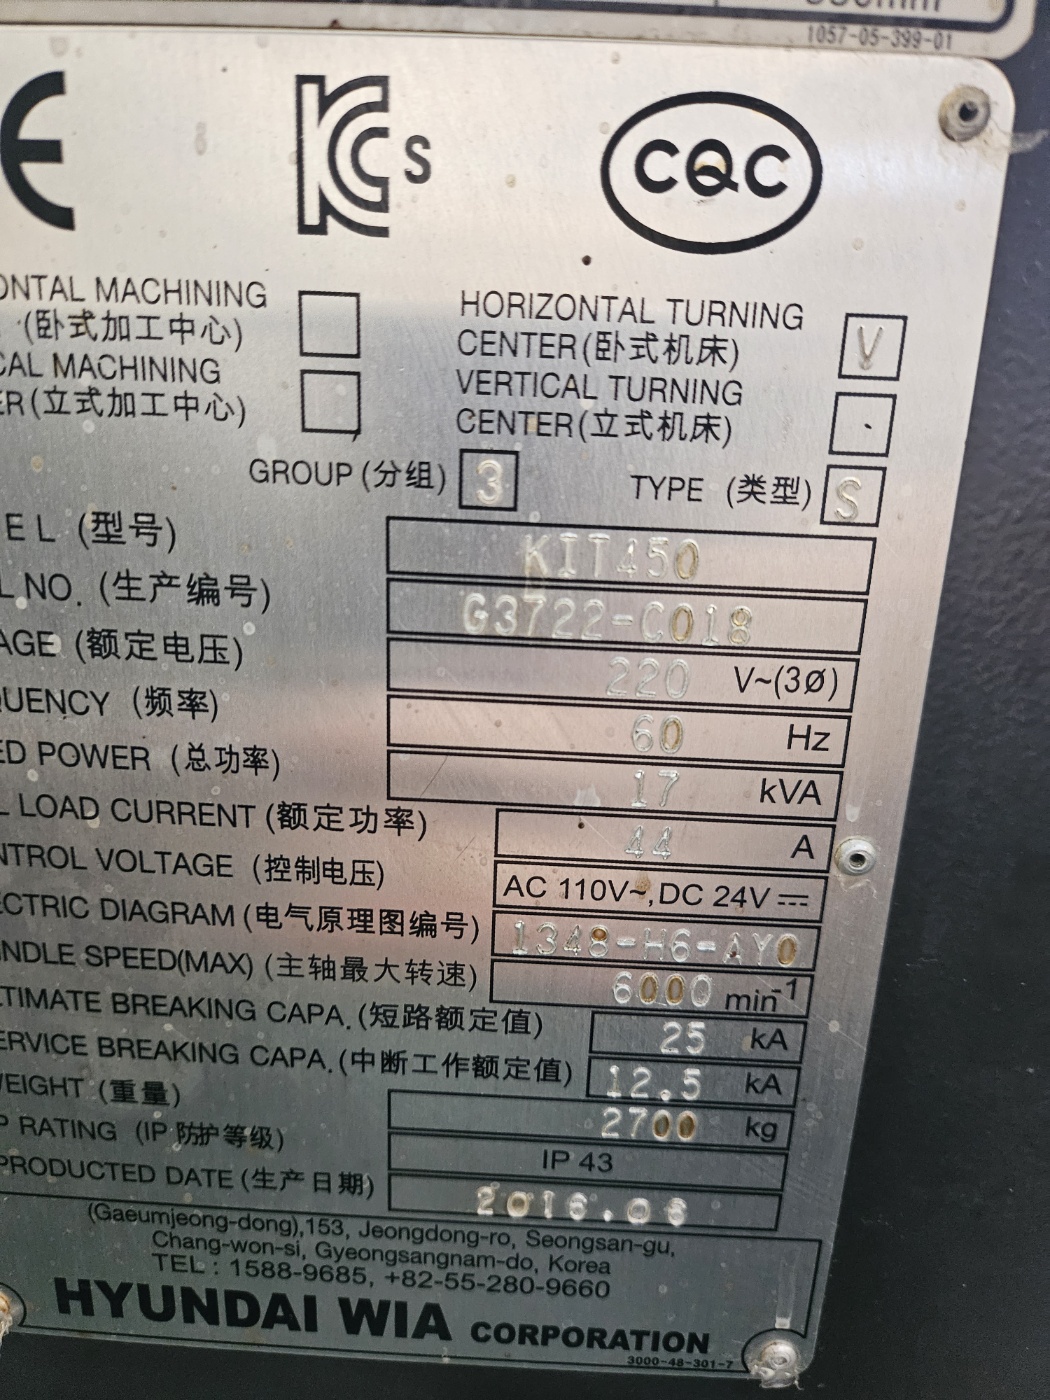 1057-05-399-01
CE
KCs
CQC
ONTAL MACHINING
(卧式加工中心)
CAL MACHINING
ER(立式加工中心)
HORIZONTAL TURNING
CENTER(卧式机床)
V
VERTICAL TURNING
CENTER(立式机床)
GROUP (分组) 3
TYPE (类型) S
EL (型号) KIT450
L NO. (生产编号) G3722-C018
AGE (额定电压) 220 V~(3Ø)
QUENCY (频率) 60 Hz
ED POWER (总功率) 17 kVA
L LOAD CURRENT (额定功率) 44 A
NTROL VOLTAGE (控制电压) AC 110V~, DC 24V
ECTRIC DIAGRAM (电气原理图编号) 1348-H6-AY0
INDLE SPEED(MAX) (主轴最大转速) 6000 min-1
LTIMATE BREAKING CAPA. (短路额定值) 25 kA
ERVICE BREAKING CAPA. (中断工作额定值) 12.5 kA
WEIGHT (重量) 2700 kg
P RATING (IP 防护等级) IP 43
PRODUCTED DATE (生产日期) 2016.06
(Gaeumjeong-dong),153, Jeongdong-ro, Seongsan-gu,
Chang-won-si, Gyeongsangnam-do, Korea
TEL : 1588-9685, +82-55-280-9660
HYUNDAI WIA CORPORATION
3000-48-301-7